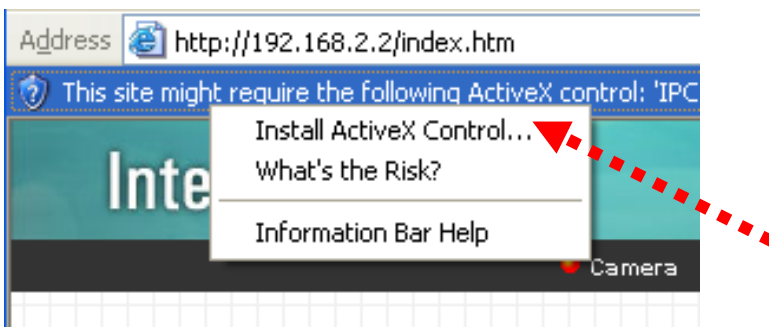 Address http://192.168.2.2/index.htm
This site might require the following ActiveX control: 'IPC
Install ActiveX Control...
What's the Risk?
Information Bar Help
Inte
Camera